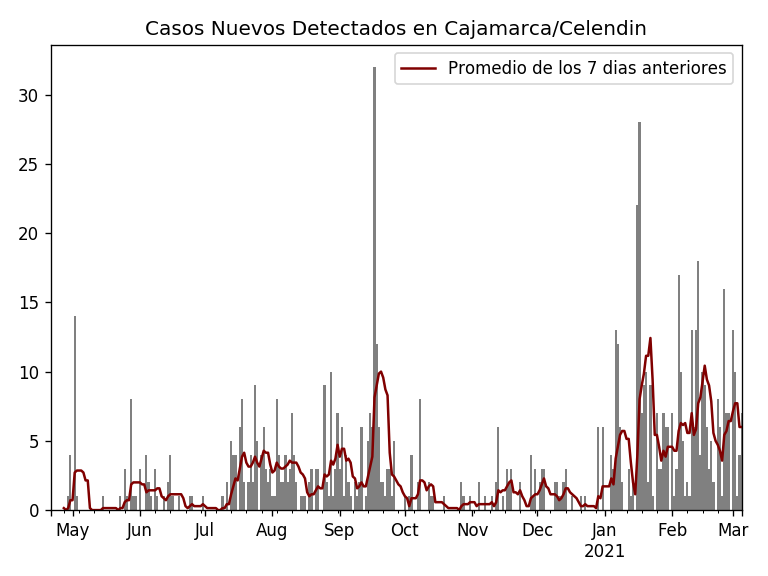 Casos Nuevos Detectados en Cajamarca/Celendin
Promedio de los 7 dias anteriores
30
25
20
15
10
5
0
May Jun Jul Aug Sep Oct Nov Dec Jan Feb Mar
2021